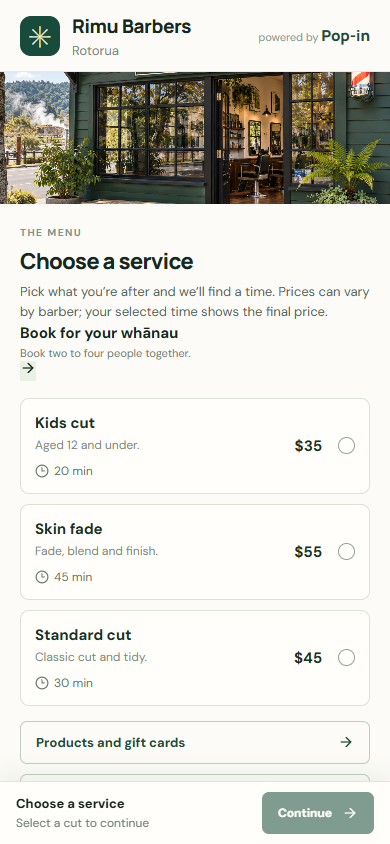 Rimu Barbers
Rotorua
powered by Pop-in
THE MENU
Choose a service
Pick what you’re after and we’ll find a time. Prices can vary
by barber; your selected time shows the final price.
Book for your whānau
Book two to four people together.
Kids cut
Aged 12 and under.
$35
20 min
Skin fade
Fade, blend and finish.
$55
45 min
Standard cut
Classic cut and tidy.
$45
30 min
Products and gift cards
Choose a service
Select a cut to continue
Continue